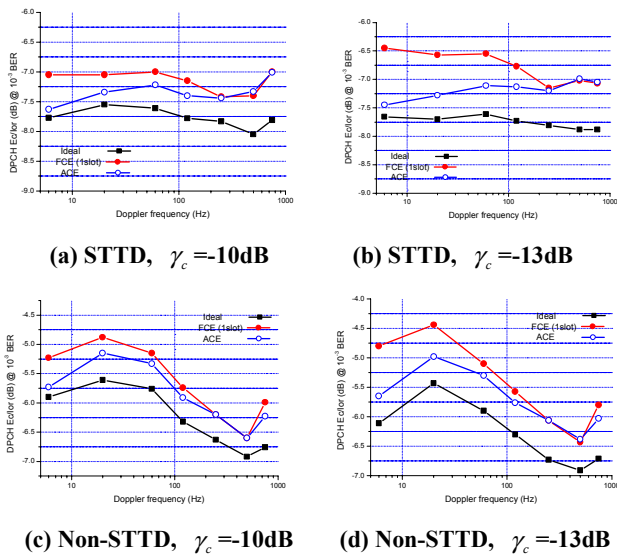 -6.0
-6.5
-7.0
-7.5
-8.0
-8.5
-9.0
DPCH Ec/Ior (dB) @ 10⁻³ BER
Ideal
FCE (1slot)
ACE
10
100
1000
Doppler frequency (Hz)
(a) STTD, γc =-10dB
-6.0
-6.5
-7.0
-7.5
-8.0
-8.5
-9.0
DPCH Ec/Ior (dB) @ 10⁻³ BER
Ideal
FCE (1slot)
ACE
10
100
1000
Doppler frequency (Hz)
(b) STTD, γc =-13dB
-4.5
-5.0
-5.5
-6.0
-6.5
-7.0
DPCH Ec/Ior (dB) @ 10⁻³ BER
Ideal
FCE (1slot)
ACE
10
100
1000
Doppler frequency (Hz)
(c) Non-STTD, γc =-10dB
-4.0
-4.5
-5.0
-5.5
-6.0
-6.5
-7.0
DPCH Ec/Ior (dB) @ 10⁻³ BER
Ideal
FCE (1slot)
ACE
10
100
1000
Doppler frequency (Hz)
(d) Non-STTD, γc =-13dB